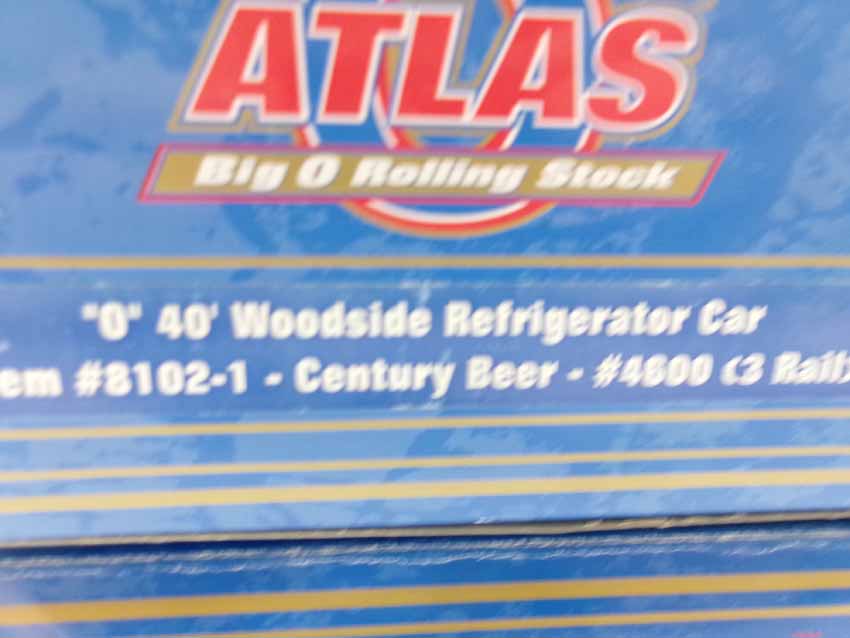 ATLAS
Big O Rolling Stock
"O" 40' Woodside Refrigerator Car
em #8102-1 - Century Beer - #4800 (3 Rail)